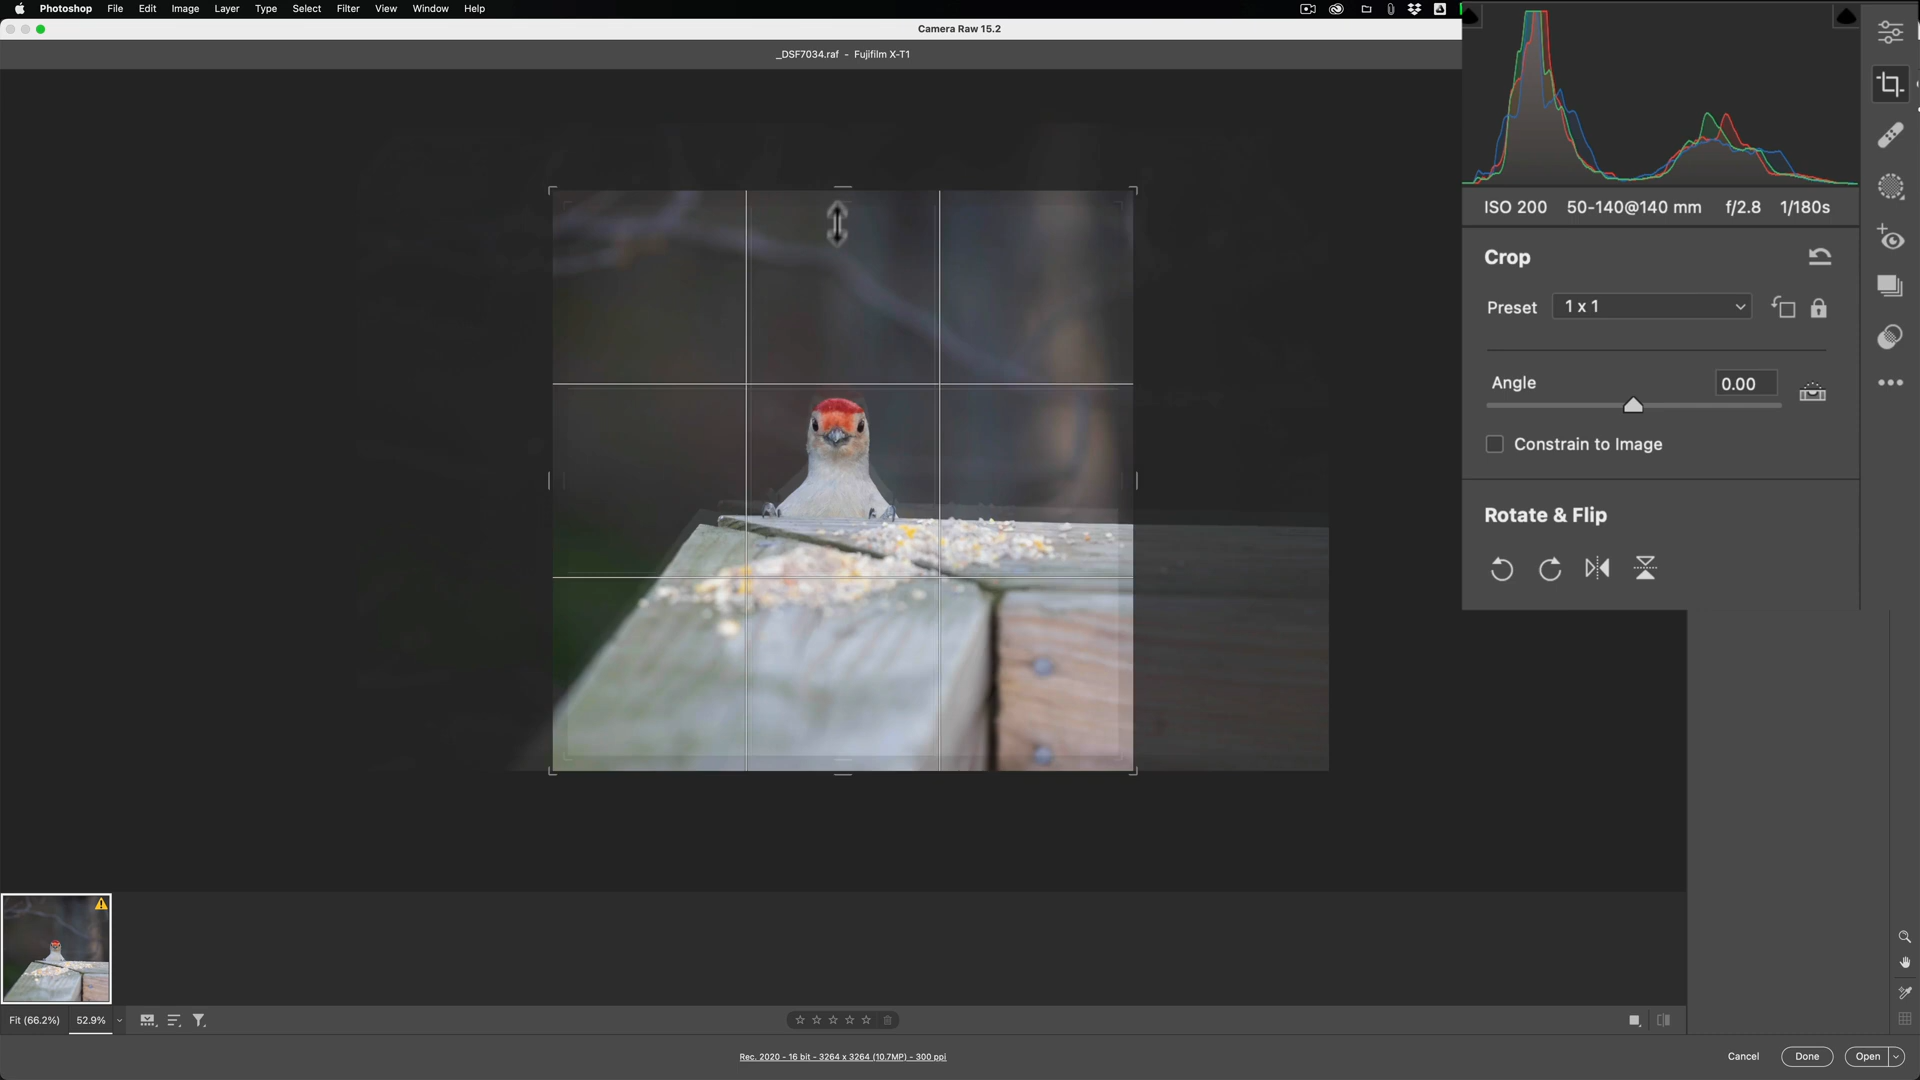 Photoshop File Edit Image Layer Type Select Filter View Window Help
Camera Raw 15.2
_DSF7034.raf - Fujifilm X-T1
ISO 200 50-140@140 mm f/2.8 1/180s
Crop
Preset 1 x 1
Angle 0.00
Constrain to Image
Rotate & Flip
Fit (66.2%) 52.9%
Rec. 2020 - 16 bit - 3264 x 3264 (10.7MP) - 300 ppi
Cancel Done Open